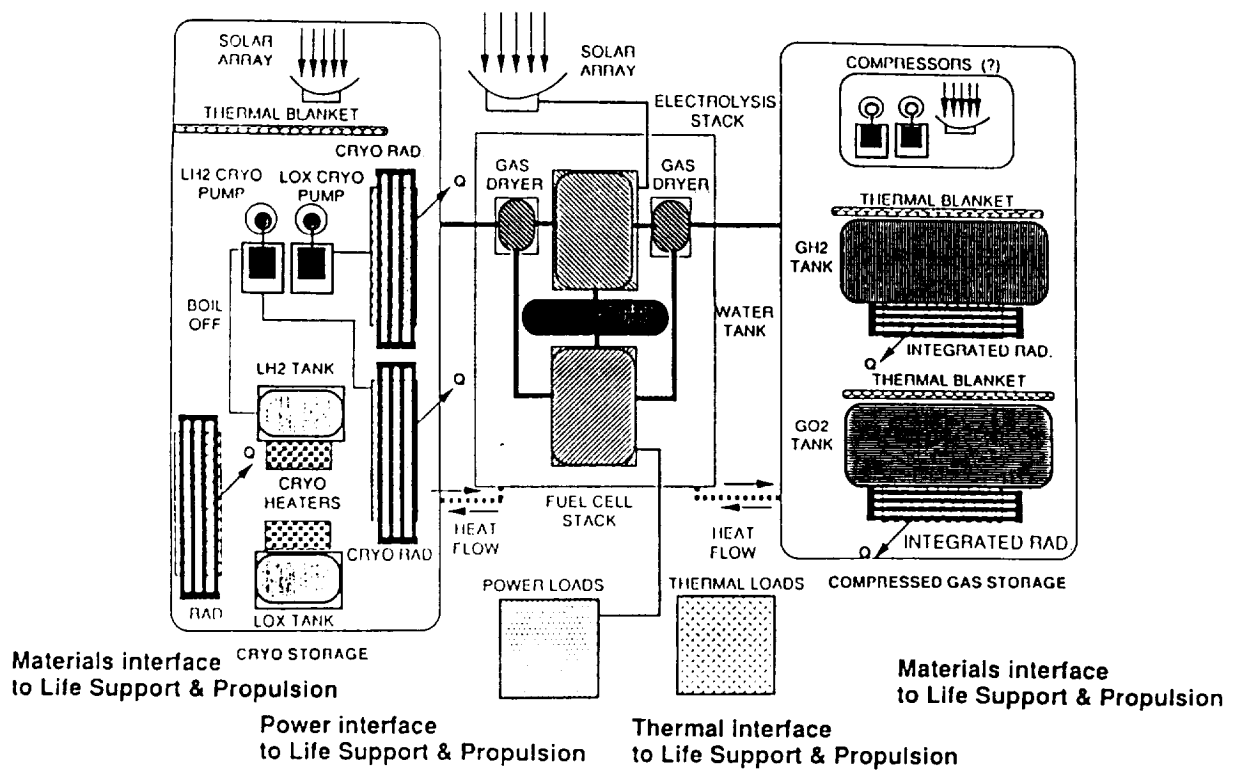 SOLAR
ARRAY
THERMAL BLANKET
CRYO RAD
LH2 CRYO
PUMP
LOX CRYO
PUMP
Q
BOIL
OFF
LH2 TANK
Q
Q
CRYO
HEATERS
RAD
LOX TANK
CRYO RAD
CRYO STORAGE
SOLAR
ARRAY
ELECTROLYSIS
STACK
GAS
DRYER
GAS
DRYER
WATER
TANK
FUEL CELL
STACK
HEAT
FLOW
HEAT
FLOW
POWER LOADS
THERMAL LOADS
COMPRESSORS (?)
THERMAL BLANKET
GH2
TANK
INTEGRATED RAD.
Q
THERMAL BLANKET
GO2
TANK
INTEGRATED RAD
Q
COMPRESSED GAS STORAGE
Materials interface
to Life Support & Propulsion
Power interface
to Life Support & Propulsion
Thermal interface
to Life Support & Propulsion
Materials interface
to Life Support & Propulsion